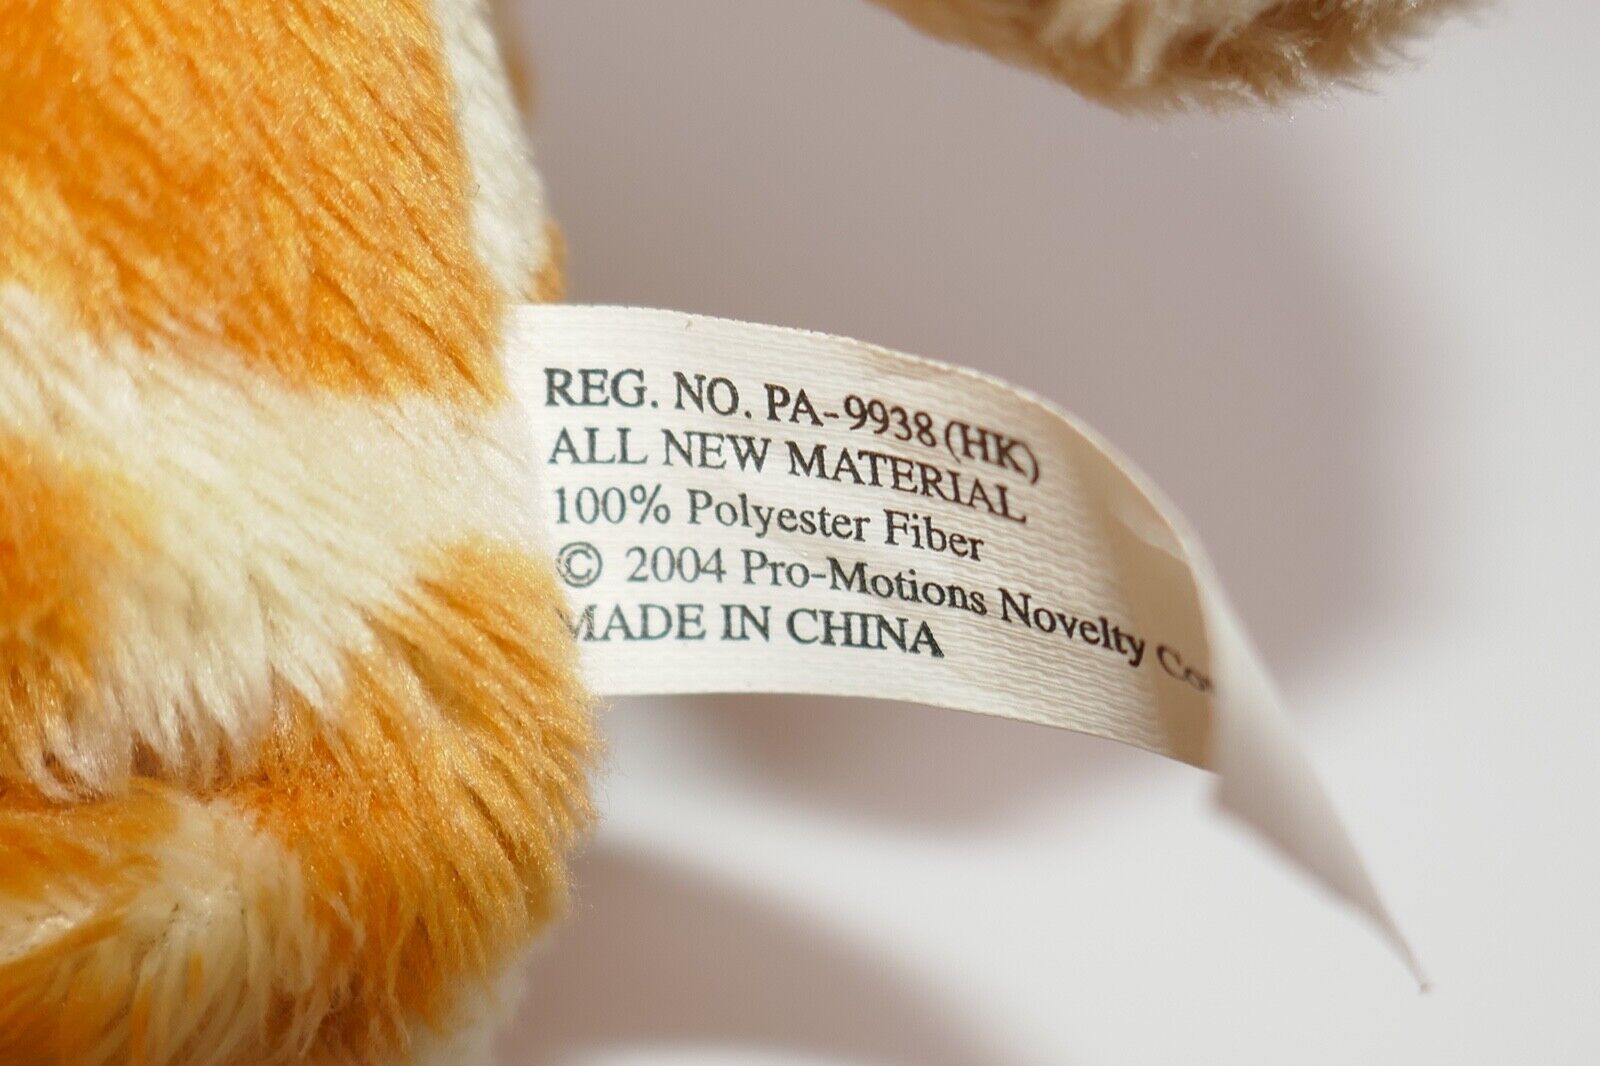 REG. NO. PA-9938 (HK)
ALL NEW MATERIAL
100% Polyester Fiber
© 2004 Pro-Motions Novelty
MADE IN CHINA